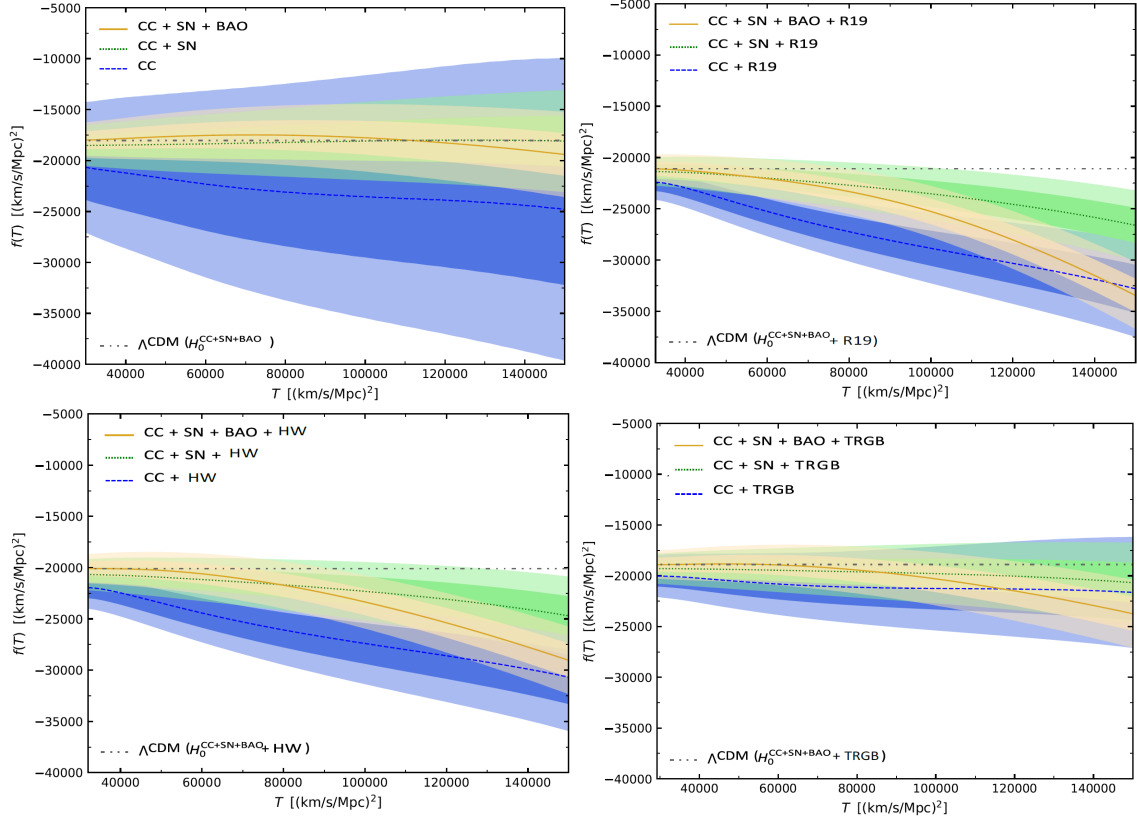 −5000
−10000
−15000
−20000
−25000
−30000
−35000
−40000
f(T) [(km/s/Mpc)²]
CC + SN + BAO
CC + SN
CC
ΛCDM (H₀^CC+SN+BAO )
40000 60000 80000 100000 120000 140000
T [(km/s/Mpc)²]
−5000
−10000
−15000
−20000
−25000
−30000
−35000
−40000
f(T) [(km/s/Mpc)²]
CC + SN + BAO + R19
CC + SN + R19
CC + R19
ΛCDM (H₀^CC+SN+BAO + R19)
40000 60000 80000 100000 120000 140000
T [(km/s/Mpc)²]
−5000
−10000
−15000
−20000
−25000
−30000
−35000
−40000
f(T) [(km/s/Mpc)²]
CC + SN + BAO + HW
CC + SN + HW
CC + HW
ΛCDM (H₀^CC+SN+BAO + HW)
40000 60000 80000 100000 120000 140000
T [(km/s/Mpc)²]
−5000
−10000
−15000
−20000
−25000
−30000
−35000
−40000
f(T) [(km/s/Mpc)²]
CC + SN + BAO + TRGB
CC + SN + TRGB
CC + TRGB
ΛCDM (H₀^CC+SN+BAO + TRGB)
40000 60000 80000 100000 120000 140000
T [(km/s/Mpc)²]